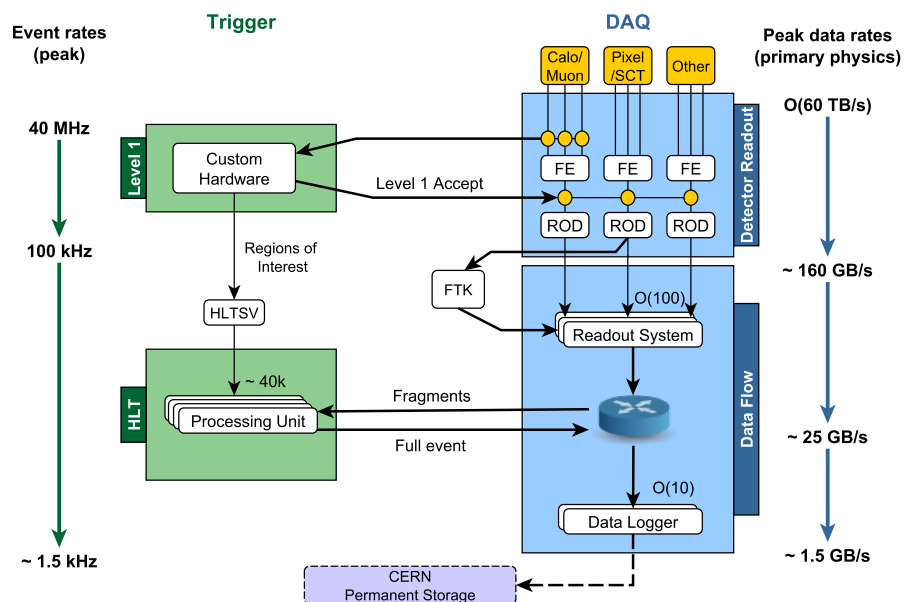 Event rates
(peak)
Trigger
DAQ
Peak data rates
(primary physics)
Calo/
Muon
Pixel
/SCT
Other
O(60 TB/s)
40 MHz
Level 1
Custom
Hardware
FE
FE
FE
Detector Readout
Level 1 Accept
ROD
ROD
ROD
100 kHz
Regions of
Interest
~ 160 GB/s
FTK
O(100)
HLTSV
Readout System
~ 40k
Fragments
HLT
Processing Unit
Data Flow
Full event
~ 25 GB/s
O(10)
Data Logger
~ 1.5 kHz
~ 1.5 GB/s
CERN
Permanent Storage